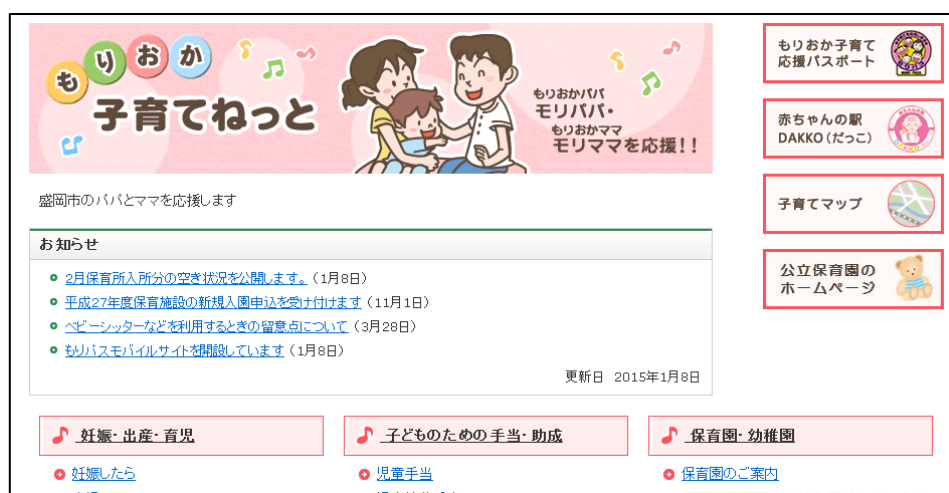 もりおか
子育てねっと
もりおかパパ
モリパパ・
もりおかママ
モリママを応援!!
もりおか子育て
応援パスポート
赤ちゃんの駅
DAKKO(だっこ)
子育てマップ
公立保育園の
ホームページ
盛岡市のパパとママを応援します
お知らせ
2月保育所入所分の空き状況を公開します。(1月8日)
平成27年度保育施設の新規入園申込を受け付けます(11月1日)
ベビーシッターなどを利用するときの留意点について(3月28日)
もりパスモバイルサイトを開設しています(1月8日)
更新日 2015年1月8日
妊娠・出産・育児
子どものための手当・助成
保育園・幼稚園
妊娠したら
児童手当
保育園のご案内